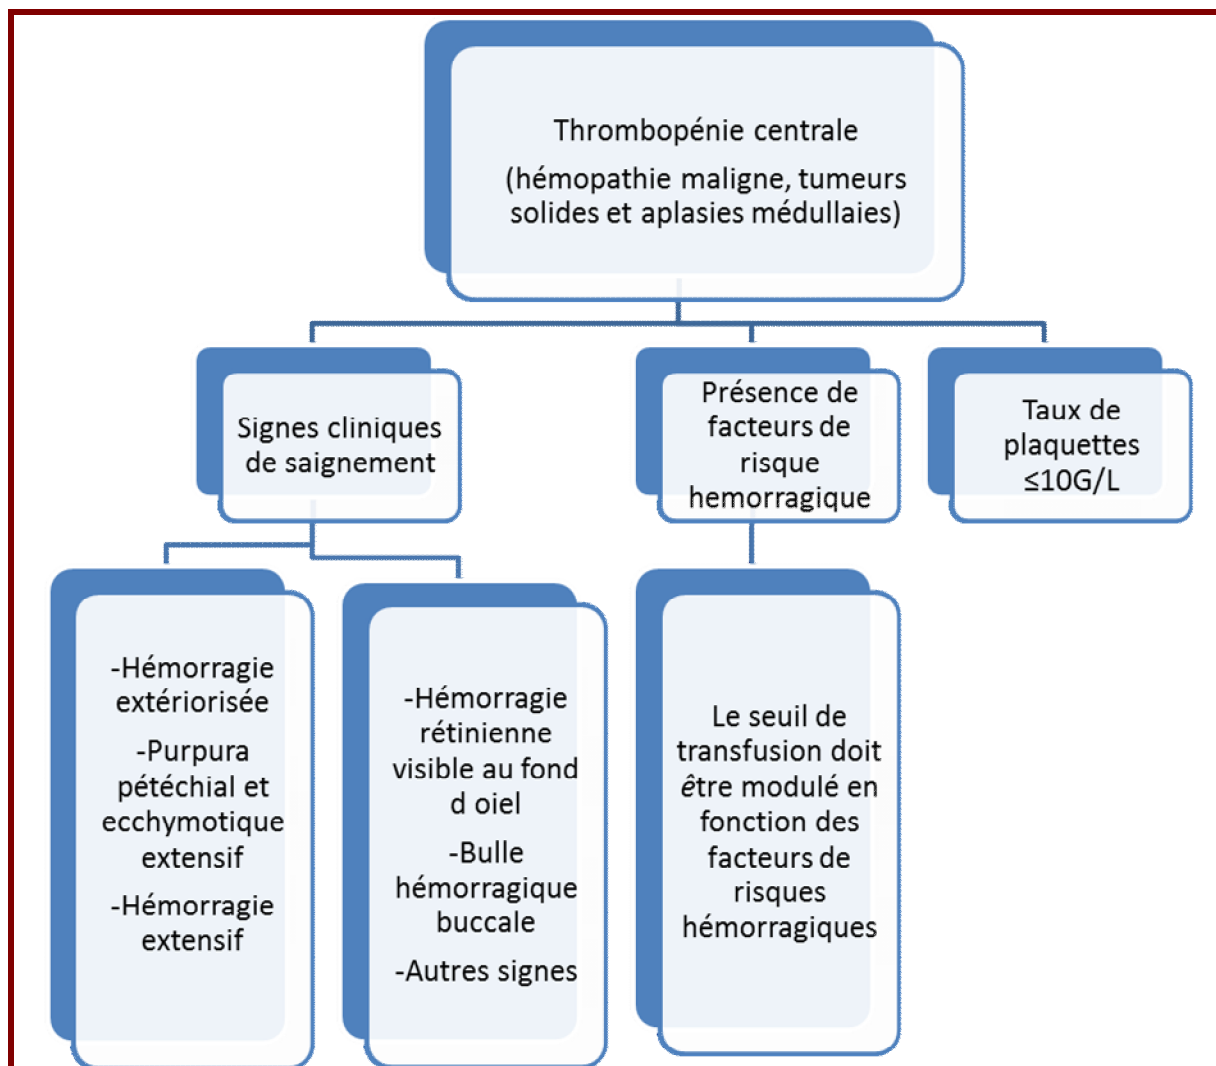 Thrombopénie centrale
(hémopathie maligne, tumeurs
solides et aplasies médullaies)
Signes cliniques
de saignement
Présence de
facteurs de
risque
hemorragique
Taux de
plaquettes
≤10G/L
-Hémorragie
extériorisée
-Purpura
pétéchial et
ecchymotique
extensif
-Hémorragie
extensif
-Hémorragie
rétinienne
visible au fond
d oiel
-Bulle
hémorragique
buccale
-Autres signes
Le seuil de
transfusion doit
être modulé en
fonction des
facteurs de
risques
hémorragiques